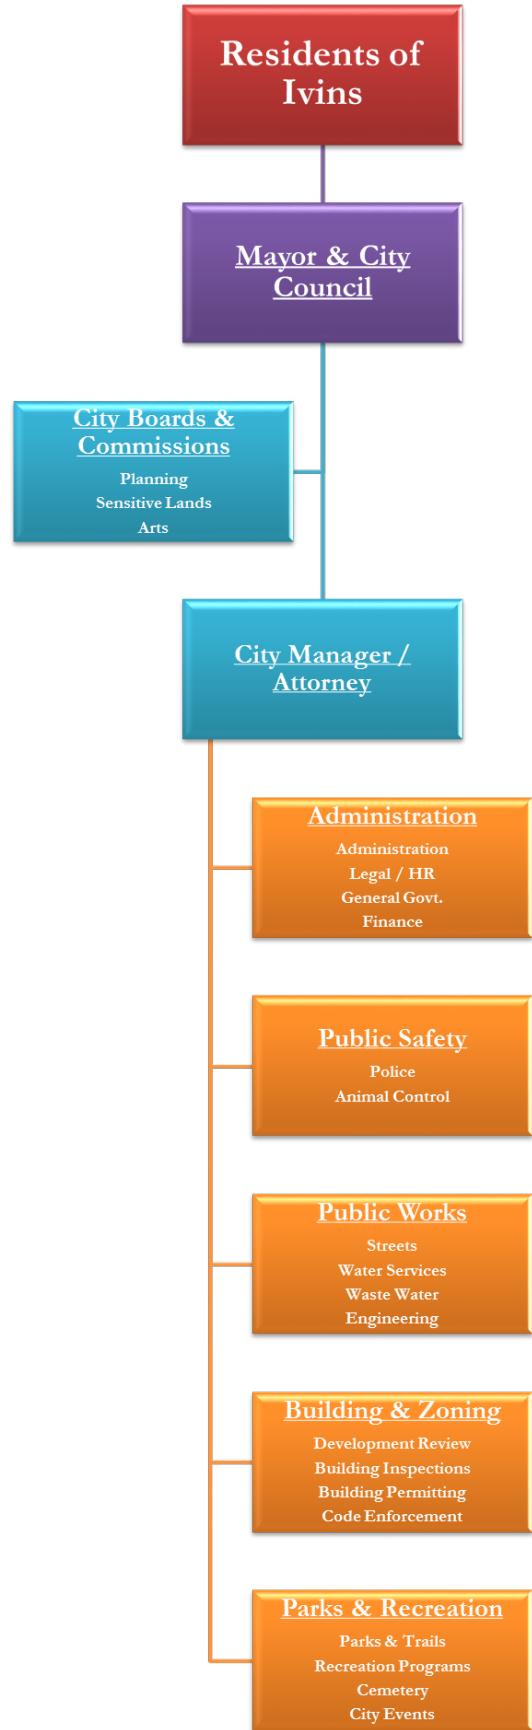 Residents of
Ivins
Mayor & City
Council
City Boards &
Commissions
Planning
Sensitive Lands
Arts
City Manager /
Attorney
Administration
Administration
Legal / HR
General Govt.
Finance
Public Safety
Police
Animal Control
Public Works
Streets
Water Services
Waste Water
Engineering
Building & Zoning
Development Review
Building Inspections
Building Permitting
Code Enforcement
Parks & Recreation
Parks & Trails
Recreation Programs
Cemetery
City Events